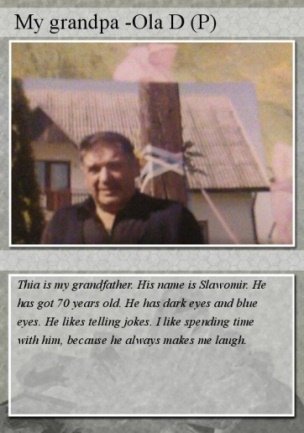 My grandpa -Ola D (P)
Thia is my grandfather. His name is Slawomir. He
has got 70 years old. He has dark eyes and blue
eyes. He likes telling jokes. I like spending time
with him, because he always makes me laugh.